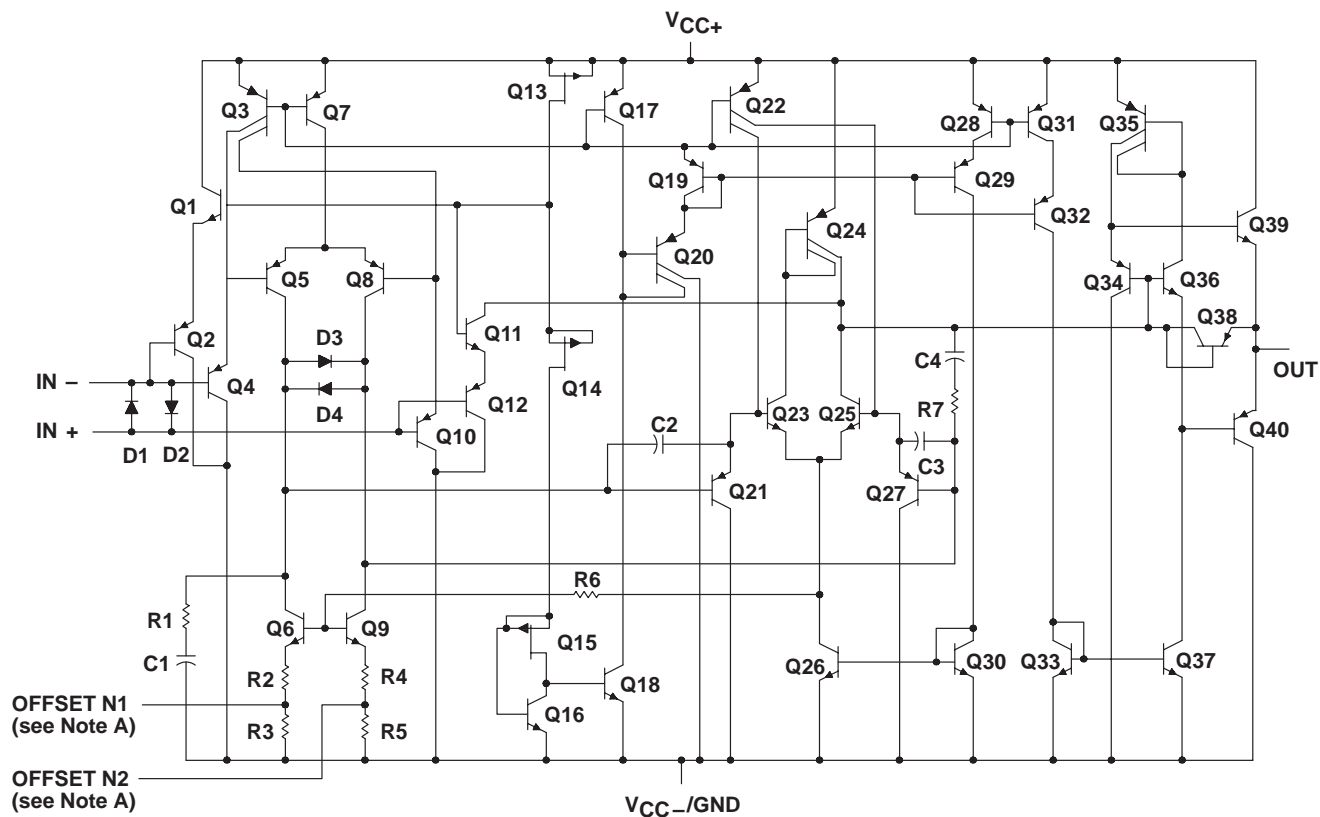 VCC+
Q3
Q7
Q13
Q17
Q22
Q28
Q31
Q35
Q1
Q19
Q29
Q32
Q24
Q39
Q5
Q8
Q20
Q34
Q36
Q2
Q11
Q38
D3
C4
IN –
Q4
Q14
OUT
D4
Q12
R7
IN +
Q10
C2
Q23
Q25
Q40
D1
D2
C3
Q21
Q27
R6
R1
Q6
Q9
Q15
C1
Q26
Q30
Q33
Q37
R2
R4
Q18
OFFSET N1
(see Note A)
Q16
R3
R5
OFFSET N2
(see Note A)
VCC–/GND